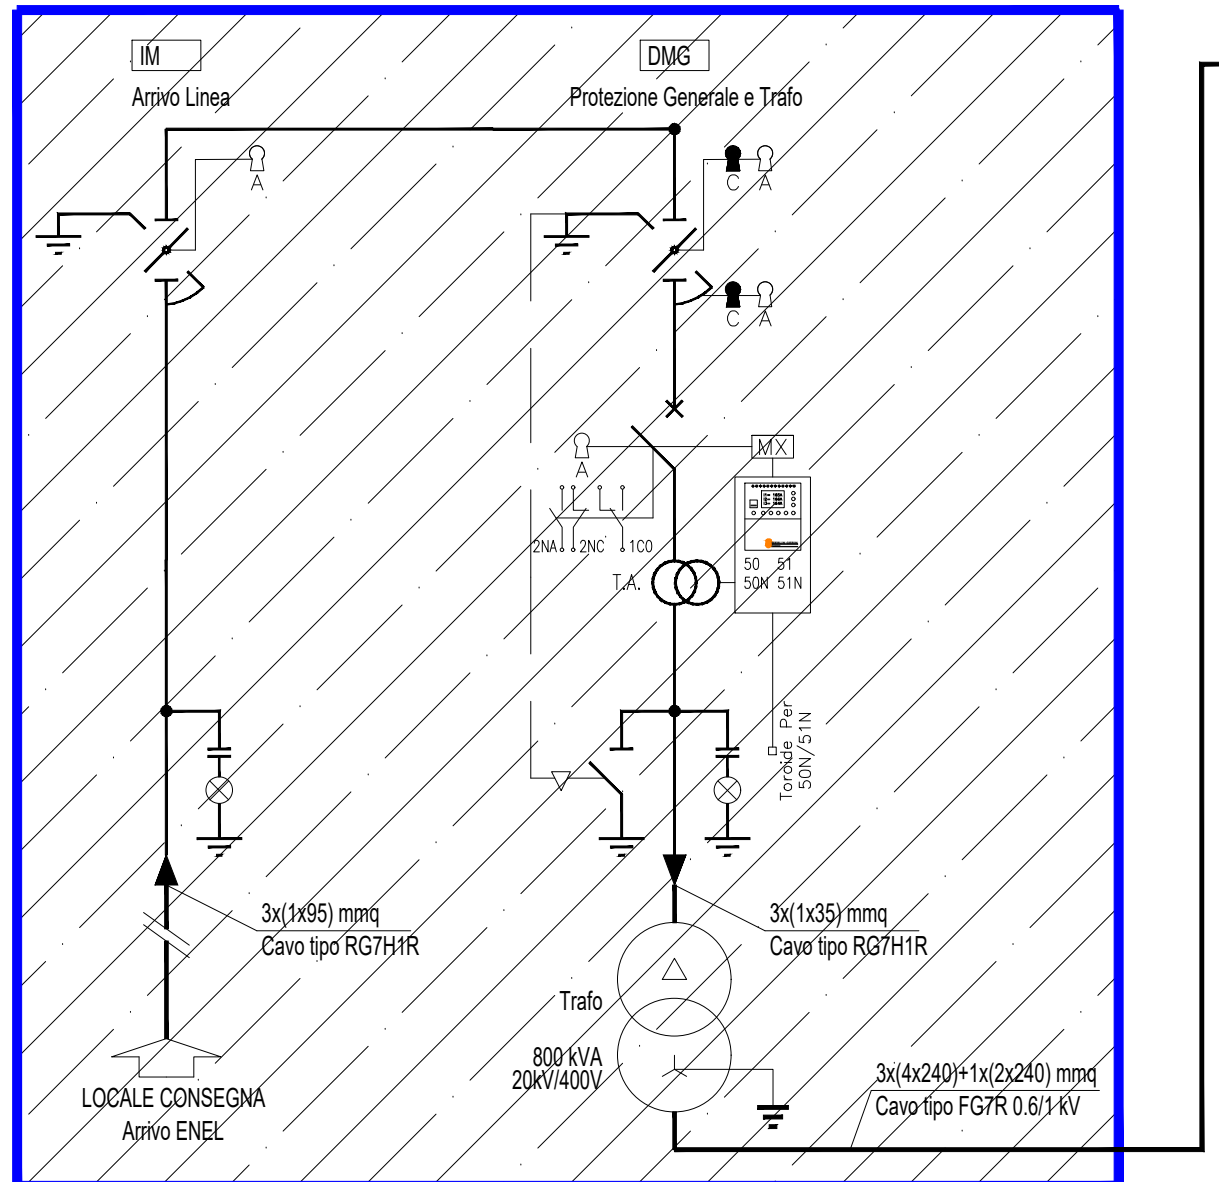 IM
Arrivo Linea
DMG
Protezione Generale e Trafo
A
C A
C A
A
MX
2NA 2NC 1C0
50 51
50N 51N
T.A.
Toroide Per
50N/51N
3x(1x95) mmq
Cavo tipo RG7H1R
3x(1x35) mmq
Cavo tipo RG7H1R
Trafo
800 kVA
20kV/400V
LOCALE CONSEGNA
Arrivo ENEL
3x(4x240)+1x(2x240) mmq
Cavo tipo FG7R 0.6/1 kV